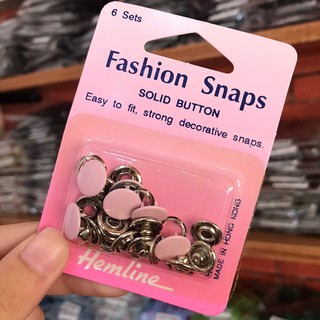 6 Sets
Fashion Snaps
SOLID BUTTON
Easy to fit, strong decorative snaps.
MADE IN HONG KONG
Hemline